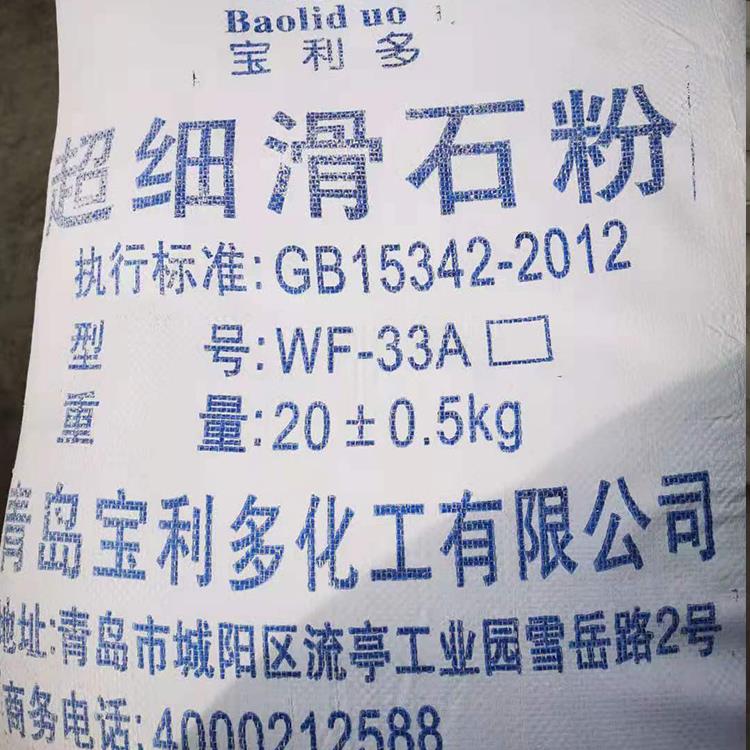 Baolid uo
宝利多
超细滑石粉
执行标准:GB15342-2012
型 号:WF-33A
重 量:20±0.5kg
青岛宝利多化工有限公司
地址:青岛市城阳区流亭工业园雪岳路2号
商务电话:4000212588